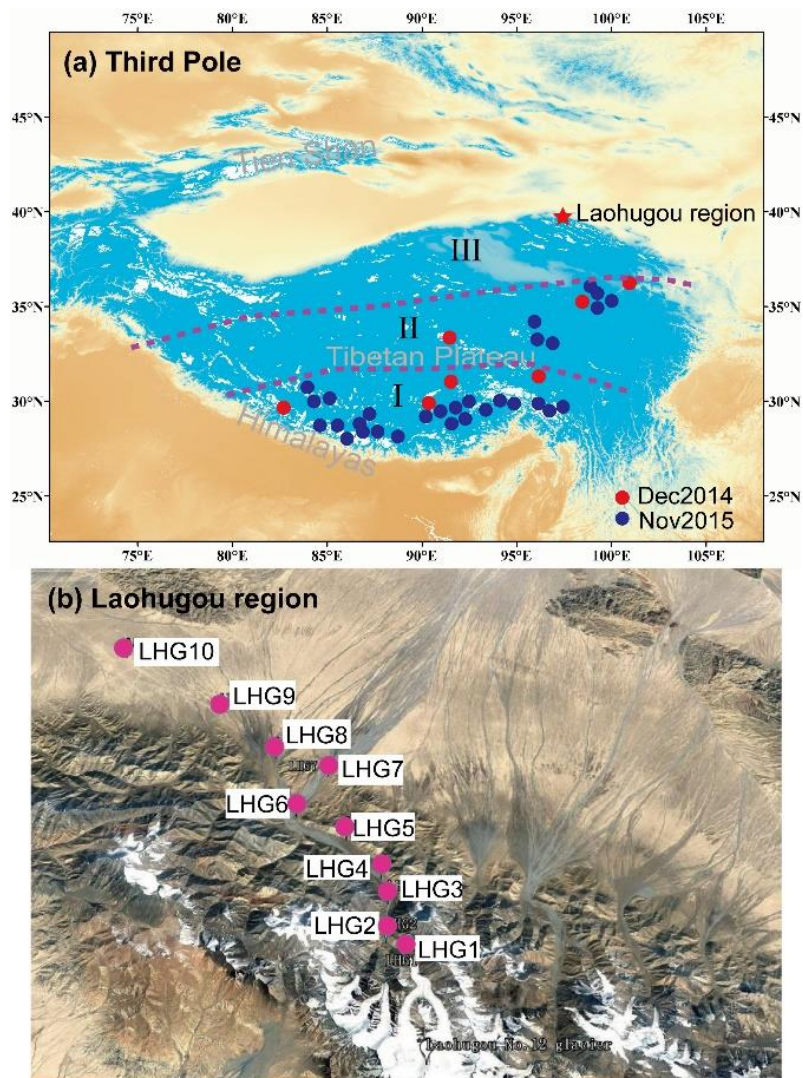 75°E 80°E 85°E 90°E 95°E 100°E 105°E
(a) Third Pole
45°N 45°N
Tien Shan
40°N 40°N
Laohugou region
III
35°N 35°N
II
Tibetan Plateau
I
30°N 30°N
Himalayas
Dec2014
25°N 25°N
Nov2015
75°E 80°E 85°E 90°E 95°E 100°E 105°E
(b) Laohugou region
LHG10
LHG9
LHG8
LHG7 LHG7
LHG6
LHG5
LHG4
LHG3
LHG2
LHG1
LHG1
Laohugou No.12 glacier